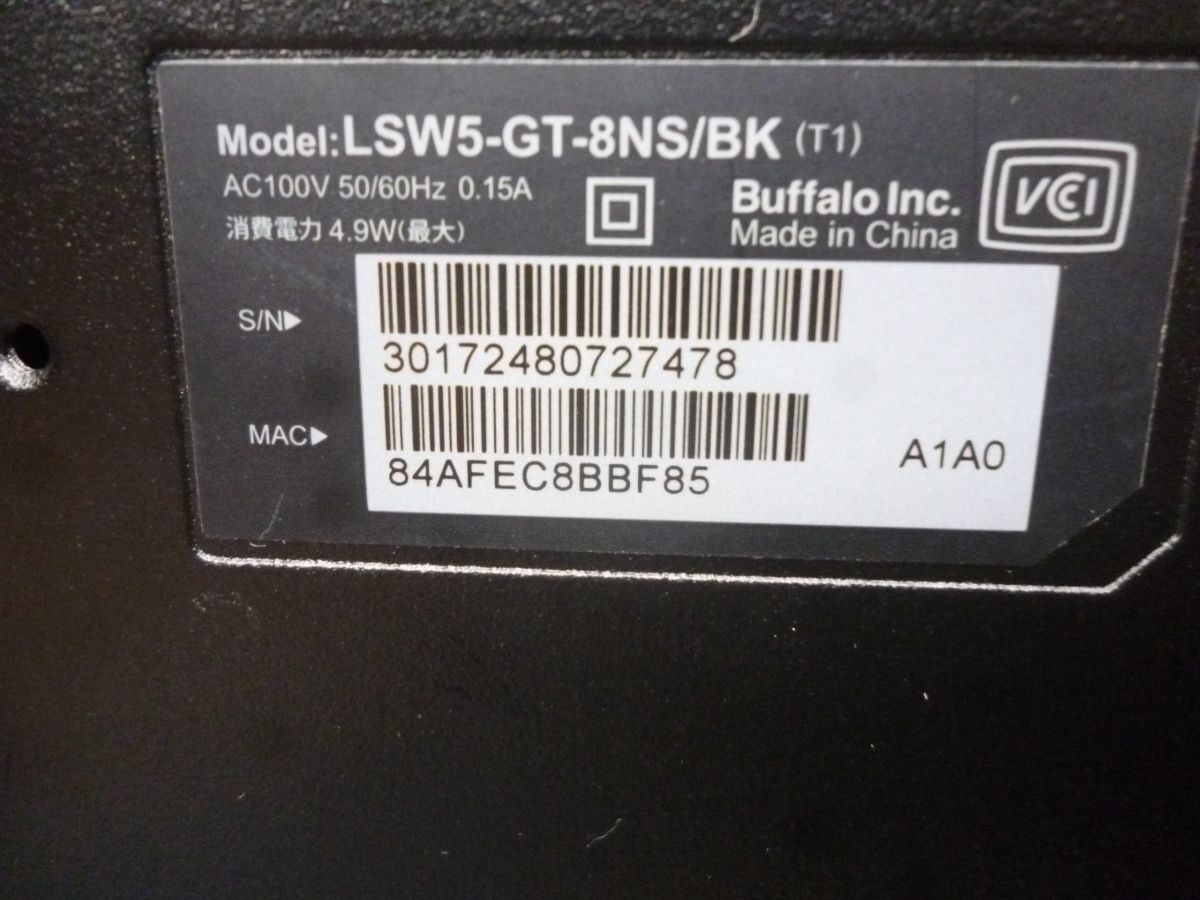 Model:LSW5-GT-8NS/BK (T1)
AC100V 50/60Hz 0.15A
消費電力 4.9W(最大)
Buffalo Inc.
Made in China
VCCI
S/N▶
30172480727478
MAC▶
84AFEC8BBF85
A1A0